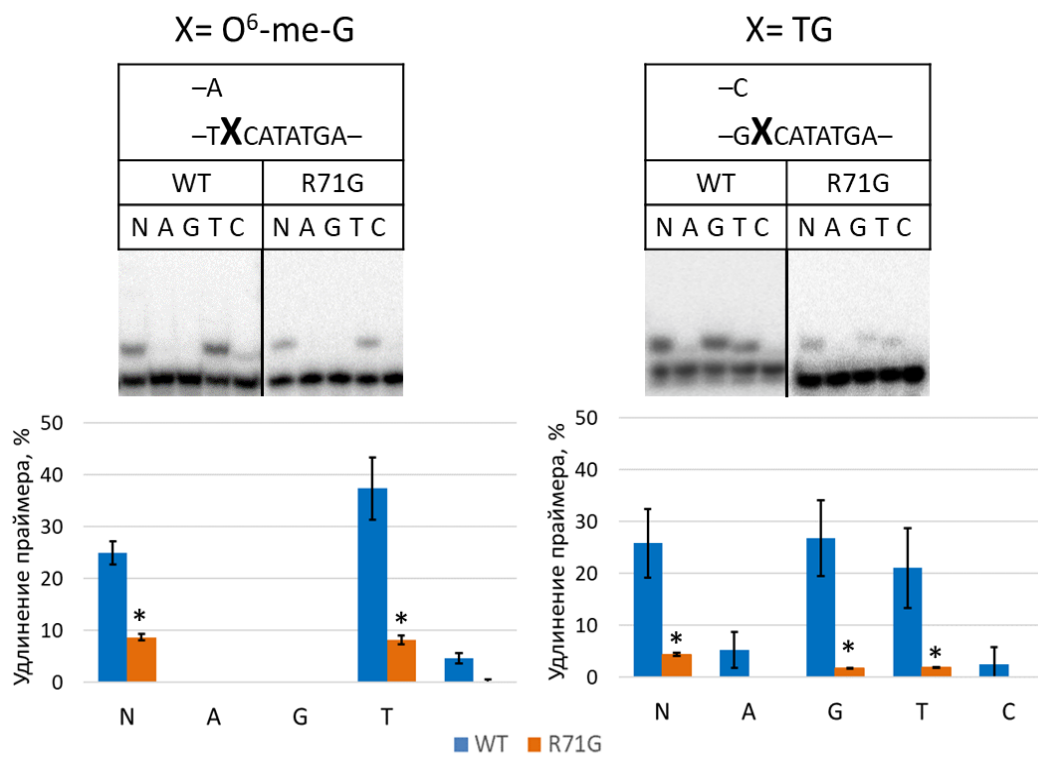 X= O⁶-me-G
–A
–TXCATATGA–
WT R71G
N A G T C N A G T C
50
40
30
20
10
0
Удлинение праймера, %
* *
N A G T
X= TG
–C
–GXCATATGA–
WT R71G
N A G T C N A G T C
50
40
30
20
10
0
Удлинение праймера, %
* * *
N A G T C
WT R71G